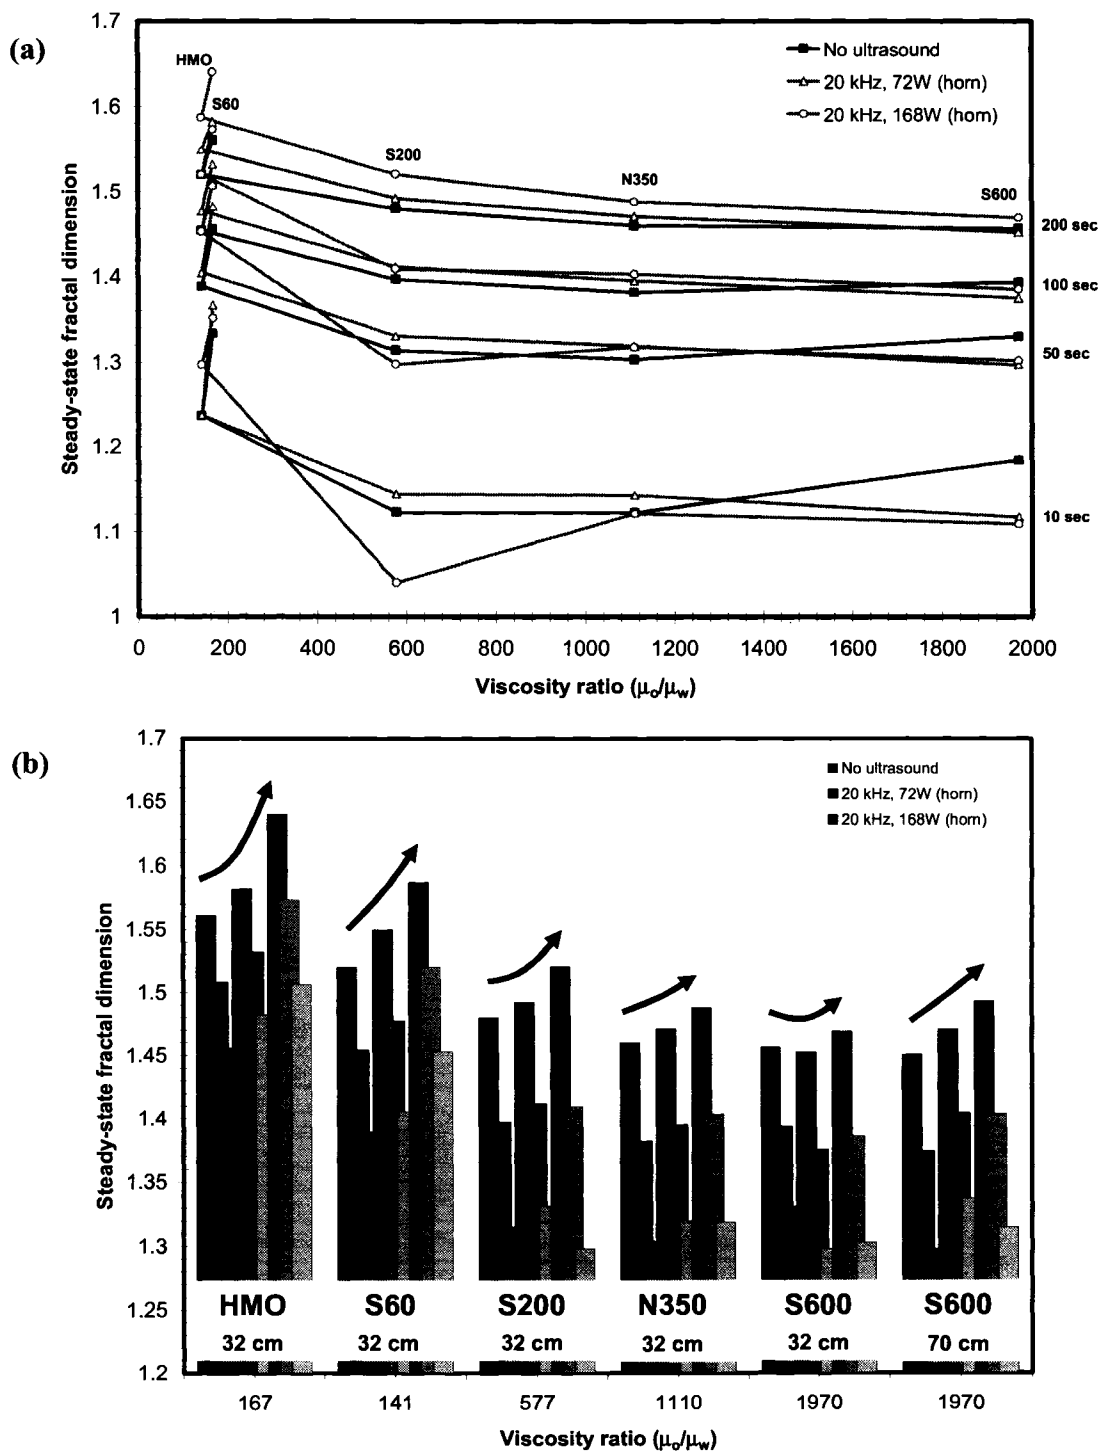 (a)
Steady-state fractal dimension
1.7
1.6
1.5
1.4
1.3
1.2
1.1
1
HMO
S60
S200
N350
S600
No ultrasound
20 kHz, 72W (horn)
20 kHz, 168W (horn)
200 sec
100 sec
50 sec
10 sec
0 200 400 600 800 1000 1200 1400 1600 1800 2000
Viscosity ratio (μo/μw)
(b)
Steady-state fractal dimension
1.7
1.65
1.6
1.55
1.5
1.45
1.4
1.35
1.3
1.25
1.2
No ultrasound
20 kHz, 72W (horn)
20 kHz, 168W (horn)
HMO S60 S200 N350 S600 S600
32 cm 32 cm 32 cm 32 cm 32 cm 70 cm
167 141 577 1110 1970 1970
Viscosity ratio (μo/μw)